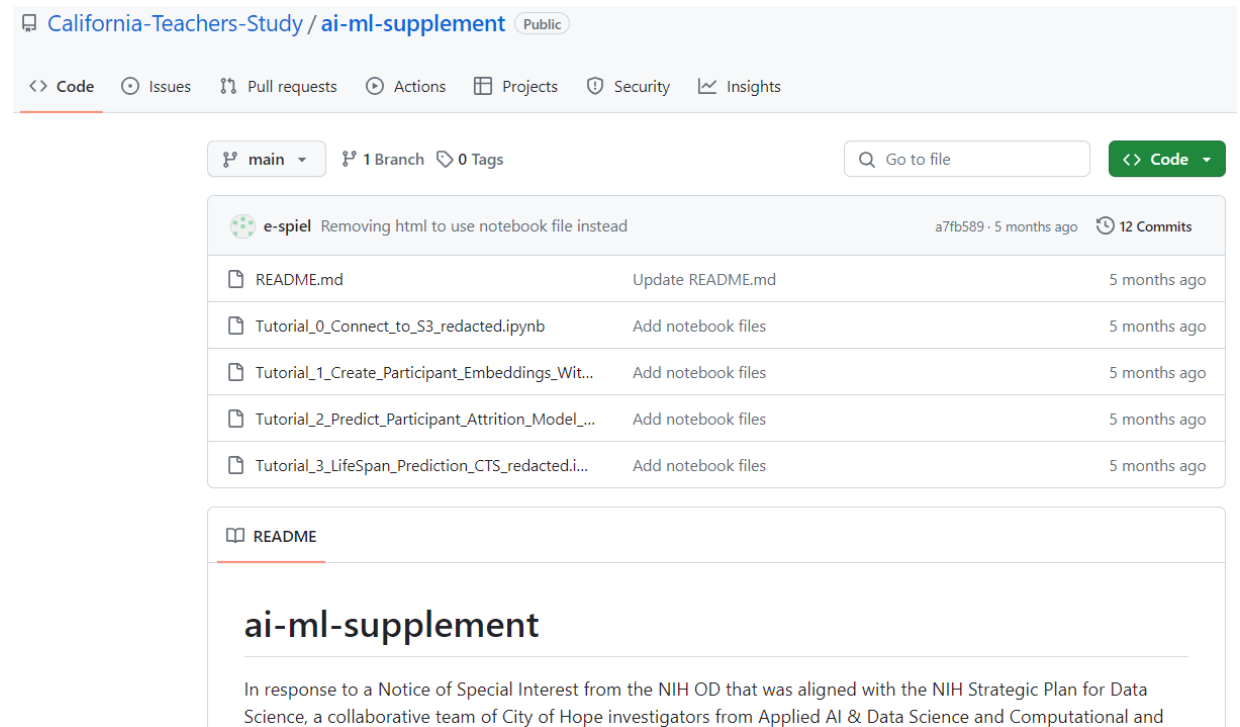 California-Teachers-Study / ai-ml-supplement Public
Code Issues Pull requests Actions Projects Security Insights
main 1 Branch 0 Tags Go to file Code
e-spiel Removing html to use notebook file instead a7fb589 · 5 months ago 12 Commits
README.md Update README.md 5 months ago
Tutorial_0_Connect_to_S3_redacted.ipynb Add notebook files 5 months ago
Tutorial_1_Create_Participant_Embeddings_Wit... Add notebook files 5 months ago
Tutorial_2_Predict_Participant_Attrition_Model_... Add notebook files 5 months ago
Tutorial_3_LifeSpan_Prediction_CTS_redacted.i... Add notebook files 5 months ago
README
ai-ml-supplement
In response to a Notice of Special Interest from the NIH OD that was aligned with the NIH Strategic Plan for Data
Science, a collaborative team of City of Hope investigators from Applied AI & Data Science and Computational and